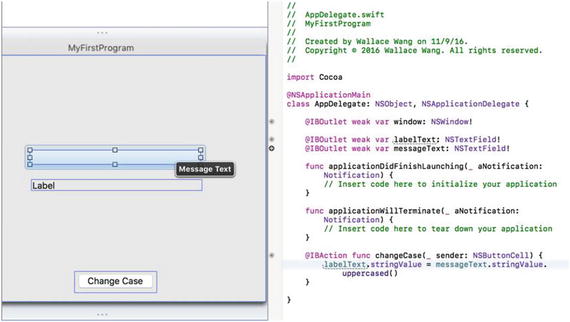 MyFirstProgram
Message Text
Label
Change Case
//
// AppDelegate.swift
// MyFirstProgram
//
// Created by Wallace Wang on 11/9/16.
// Copyright © 2016 Wallace Wang. All rights reserved.
//
import Cocoa
@NSApplicationMain
class AppDelegate: NSObject, NSApplicationDelegate {
@IBOutlet weak var window: NSWindow!
@IBOutlet weak var labelText: NSTextField!
@IBOutlet weak var messageText: NSTextField!
func applicationDidFinishLaunching(_ aNotification:
Notification) {
// Insert code here to initialize your application
}
func applicationWillTerminate(_ aNotification:
Notification) {
// Insert code here to tear down your application
}
@IBAction func changeCase(_ sender: NSButtonCell) {
labelText.stringValue = messageText.stringValue.
uppercased()
}
}